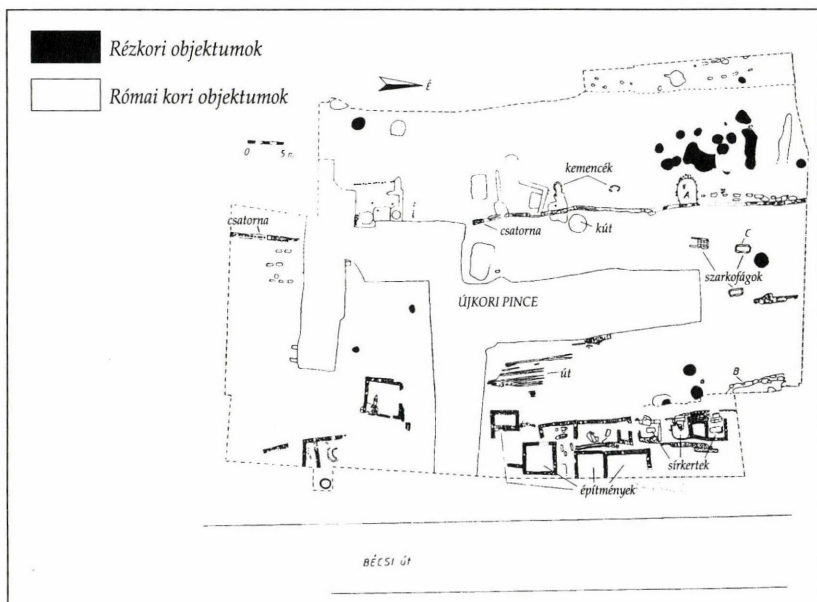 Rézkori objektumok
Római kori objektumok
É
0 5 m.
kemencék
A
csatorna
csatorna
kút
C
szarkofágok
ÚJKORI PINCE
út
B
D
sírkertek
építmények
BÉCSI út